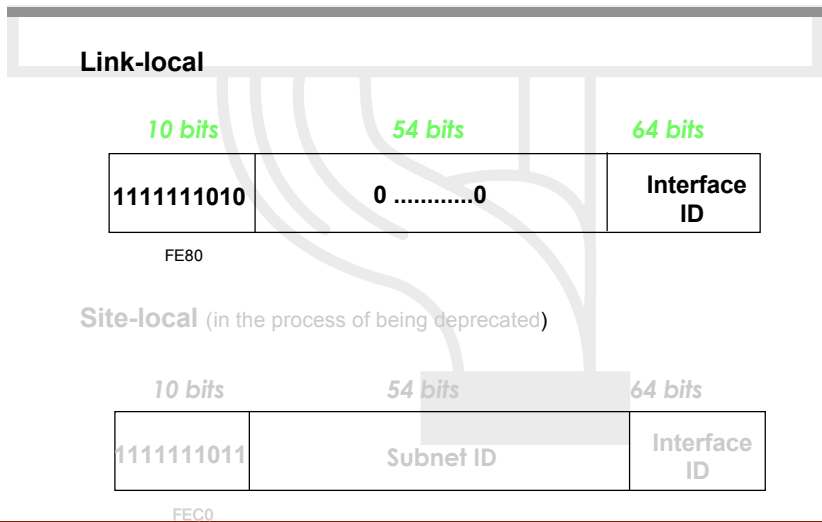 Link-local
10 bits 54 bits 64 bits
1111111010 0 ............0 Interface
ID
FE80
Site-local (in the process of being deprecated)
10 bits 54 bits 64 bits
1111111011 Subnet ID Interface
ID
FEC0